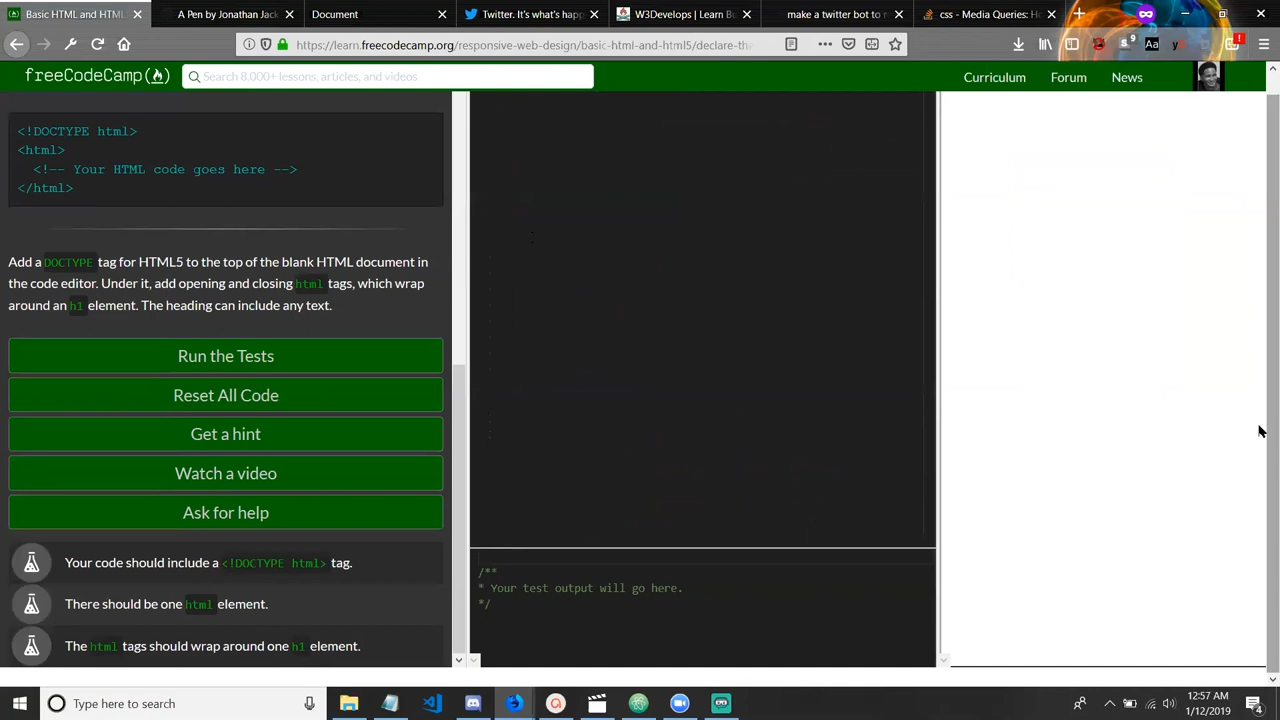 Basic HTML and HTML
A Pen by Jonathan Jack
Document
Twitter. It's what's happ
W3Develops | Learn Bu
make a twitter bot to r
css - Media Queries: H
https://learn.freecodecamp.org/responsive-web-design/basic-html-and-html5/declare-the
9
Aa
!
freeCodeCamp
Search 8,000+ lessons, articles, and videos
Curriculum
Forum
News
<!DOCTYPE html>
<html>
<!-- Your HTML code goes here -->
</html>
Add a DOCTYPE tag for HTML5 to the top of the blank HTML document
in the code editor. Under it, add opening and closing html tags, which wrap
around an h1 element. The heading can include any text.
Run the Tests
Reset All Code
Get a hint
Watch a video
Ask for help
Your code should include a <!DOCTYPE html> tag.
There should be one html element.
The html tags should wrap around one h1 element.
/**
* Your test output will go here.
*/
Type here to search
12:57 AM
1/12/2019
4